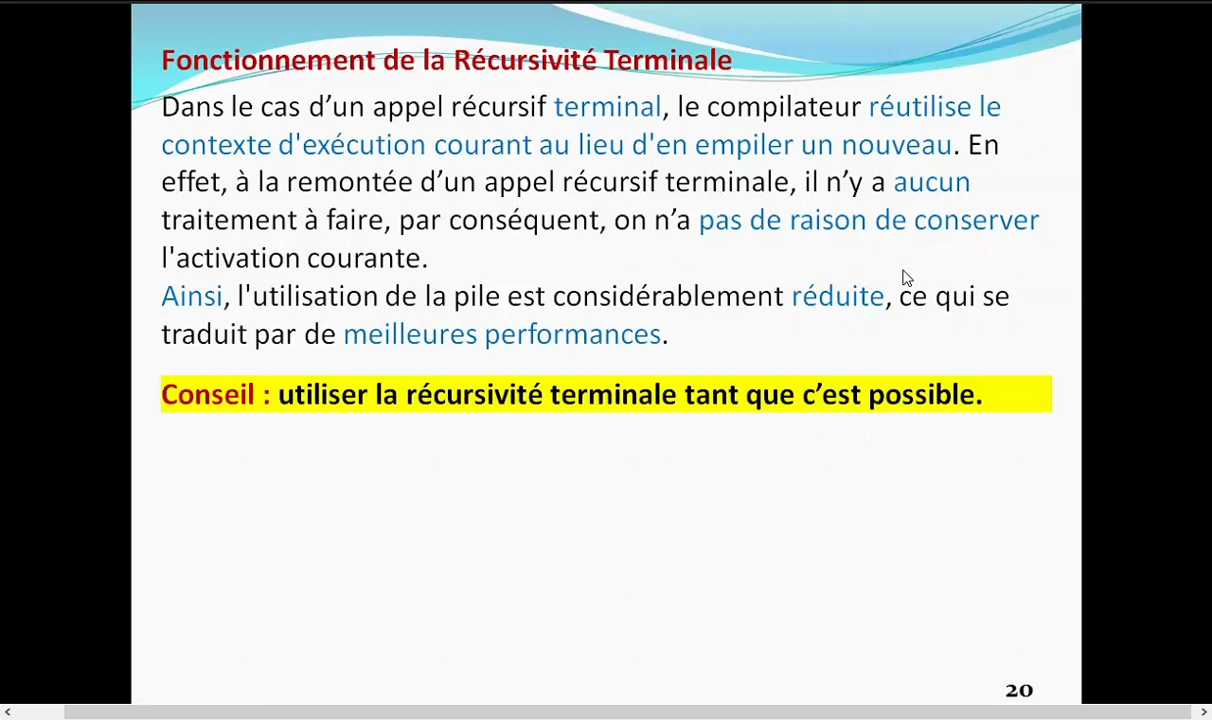 Fonctionnement de la Récursivité Terminale
Dans le cas d’un appel récursif terminal, le compilateur réutilise le
contexte d'exécution courant au lieu d'en empiler un nouveau. En
effet, à la remontée d’un appel récursif terminale, il n’y a aucun
traitement à faire, par conséquent, on n’a pas de raison de conserver
l'activation courante.
Ainsi, l'utilisation de la pile est considérablement réduite, ce qui se
traduit par de meilleures performances.
Conseil : utiliser la récursivité terminale tant que c’est possible.
20